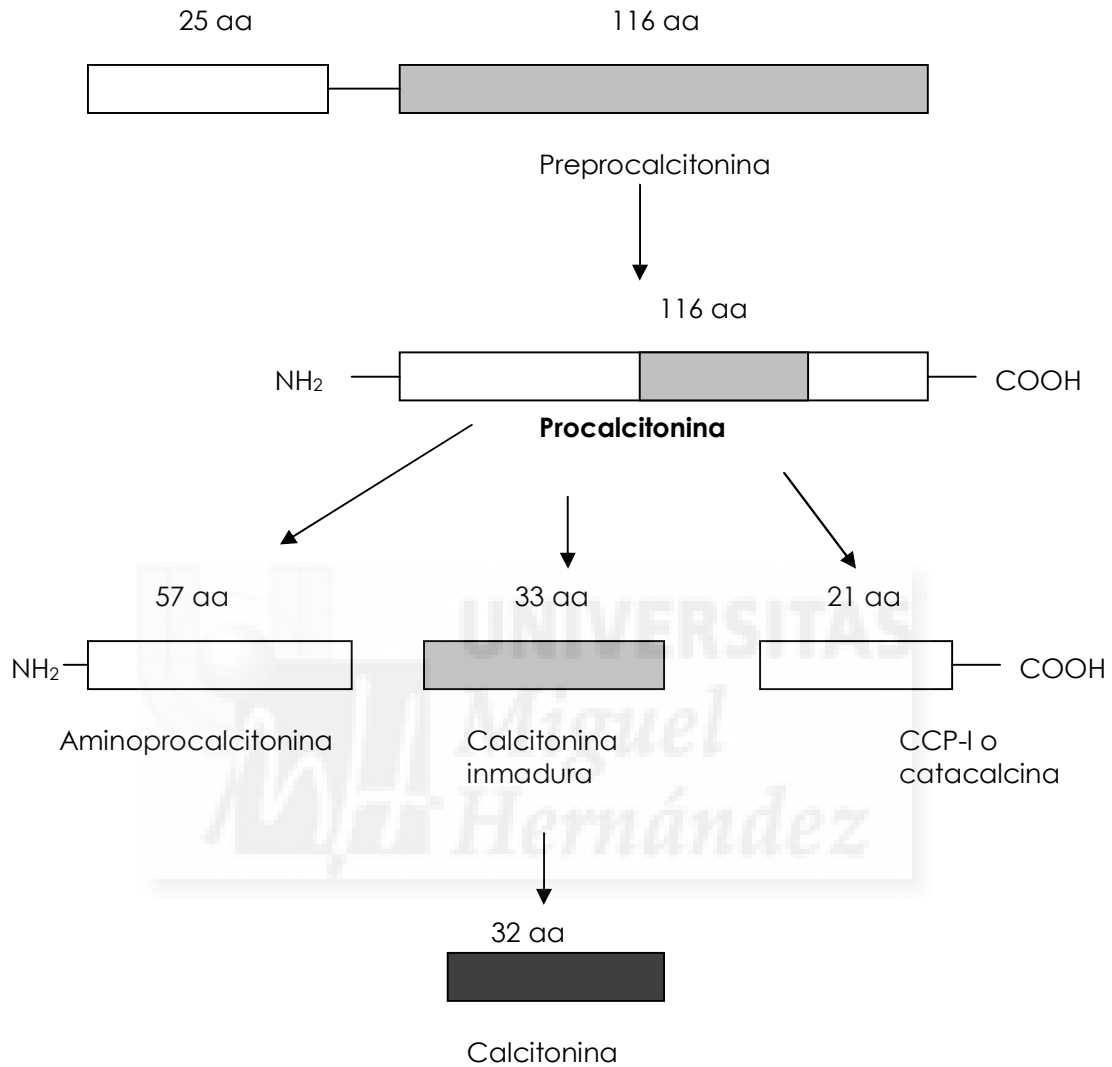 25 aa 116 aa
Preprocalcitonina
116 aa
NH2 COOH
Procalcitonina
57 aa 33 aa 21 aa
NH2 COOH
Aminoprocalcitonina Calcitonina CCP-I o
inmadura catacalcina
32 aa
Calcitonina
UNIVERSITAS
Miguel
Hernández